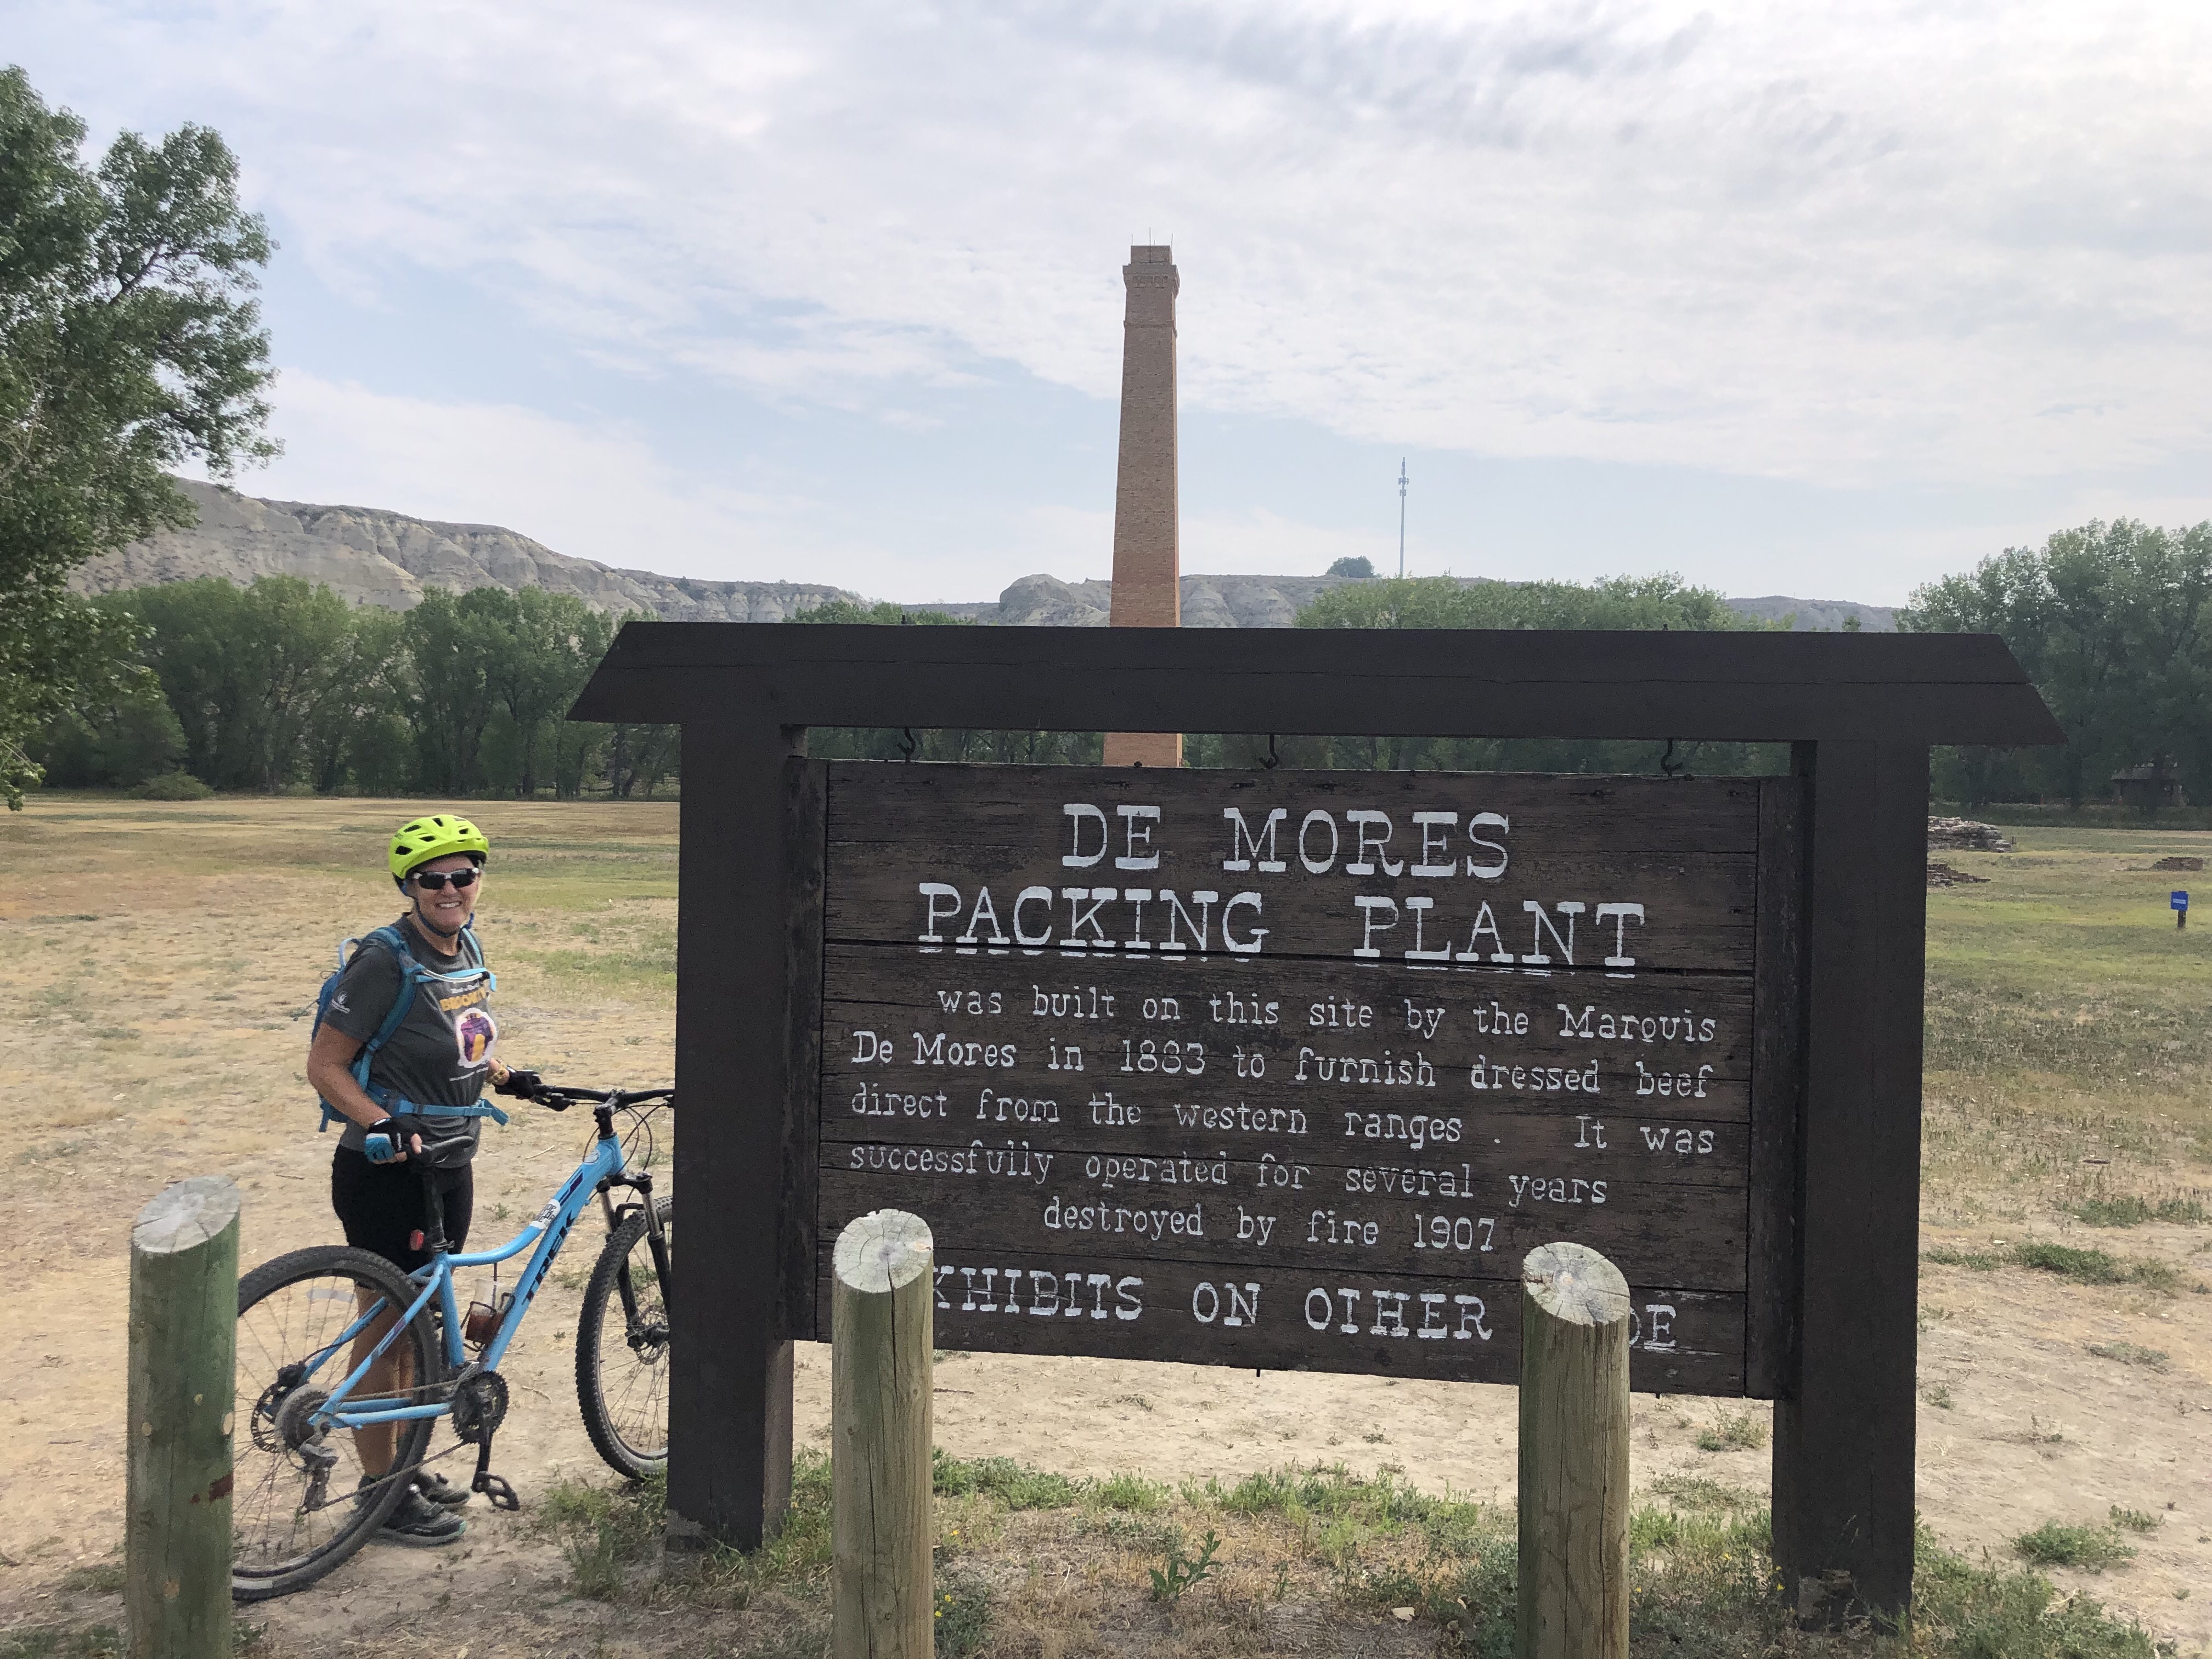 DE MORES
PACKING PLANT
was built on this site by the Marquis
De Mores in 1883 to furnish dressed beef
direct from the western ranges . It was
successfully operated for several years
destroyed by fire 1907
ON OTHER
TREK